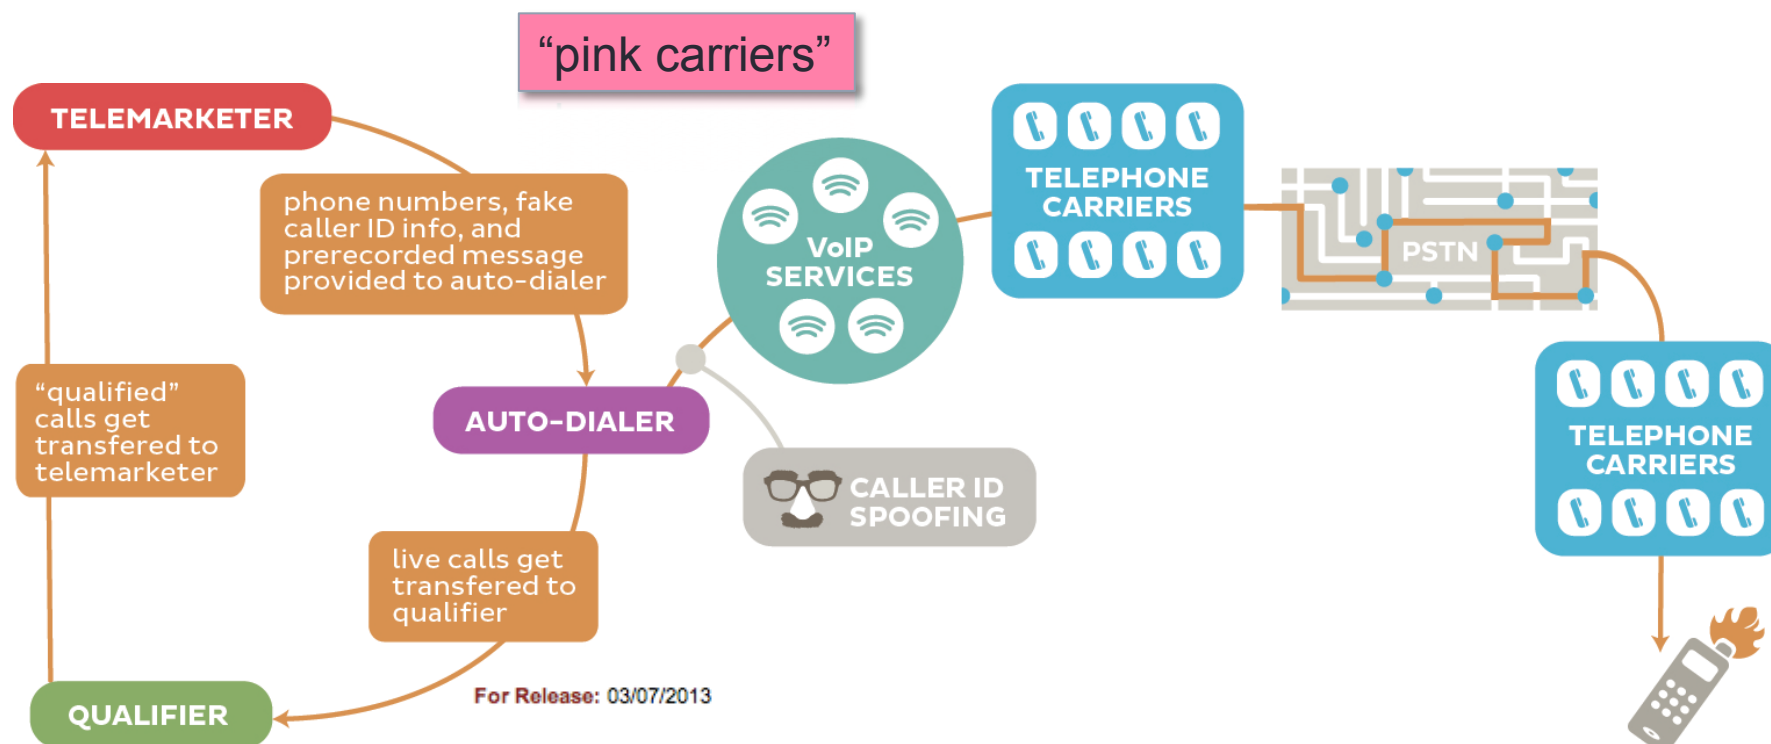 “pink carriers”
TELEMARKETER
phone numbers, fake
caller ID info, and
prerecorded message
provided to auto-dialer
VoIP
SERVICES
TELEPHONE
CARRIERS
PSTN
“qualified”
calls get
transfered to
telemarketer
AUTO-DIALER
CALLER ID
SPOOFING
TELEPHONE
CARRIERS
live calls get
transfered to
qualifier
QUALIFIER
For Release: 03/07/2013